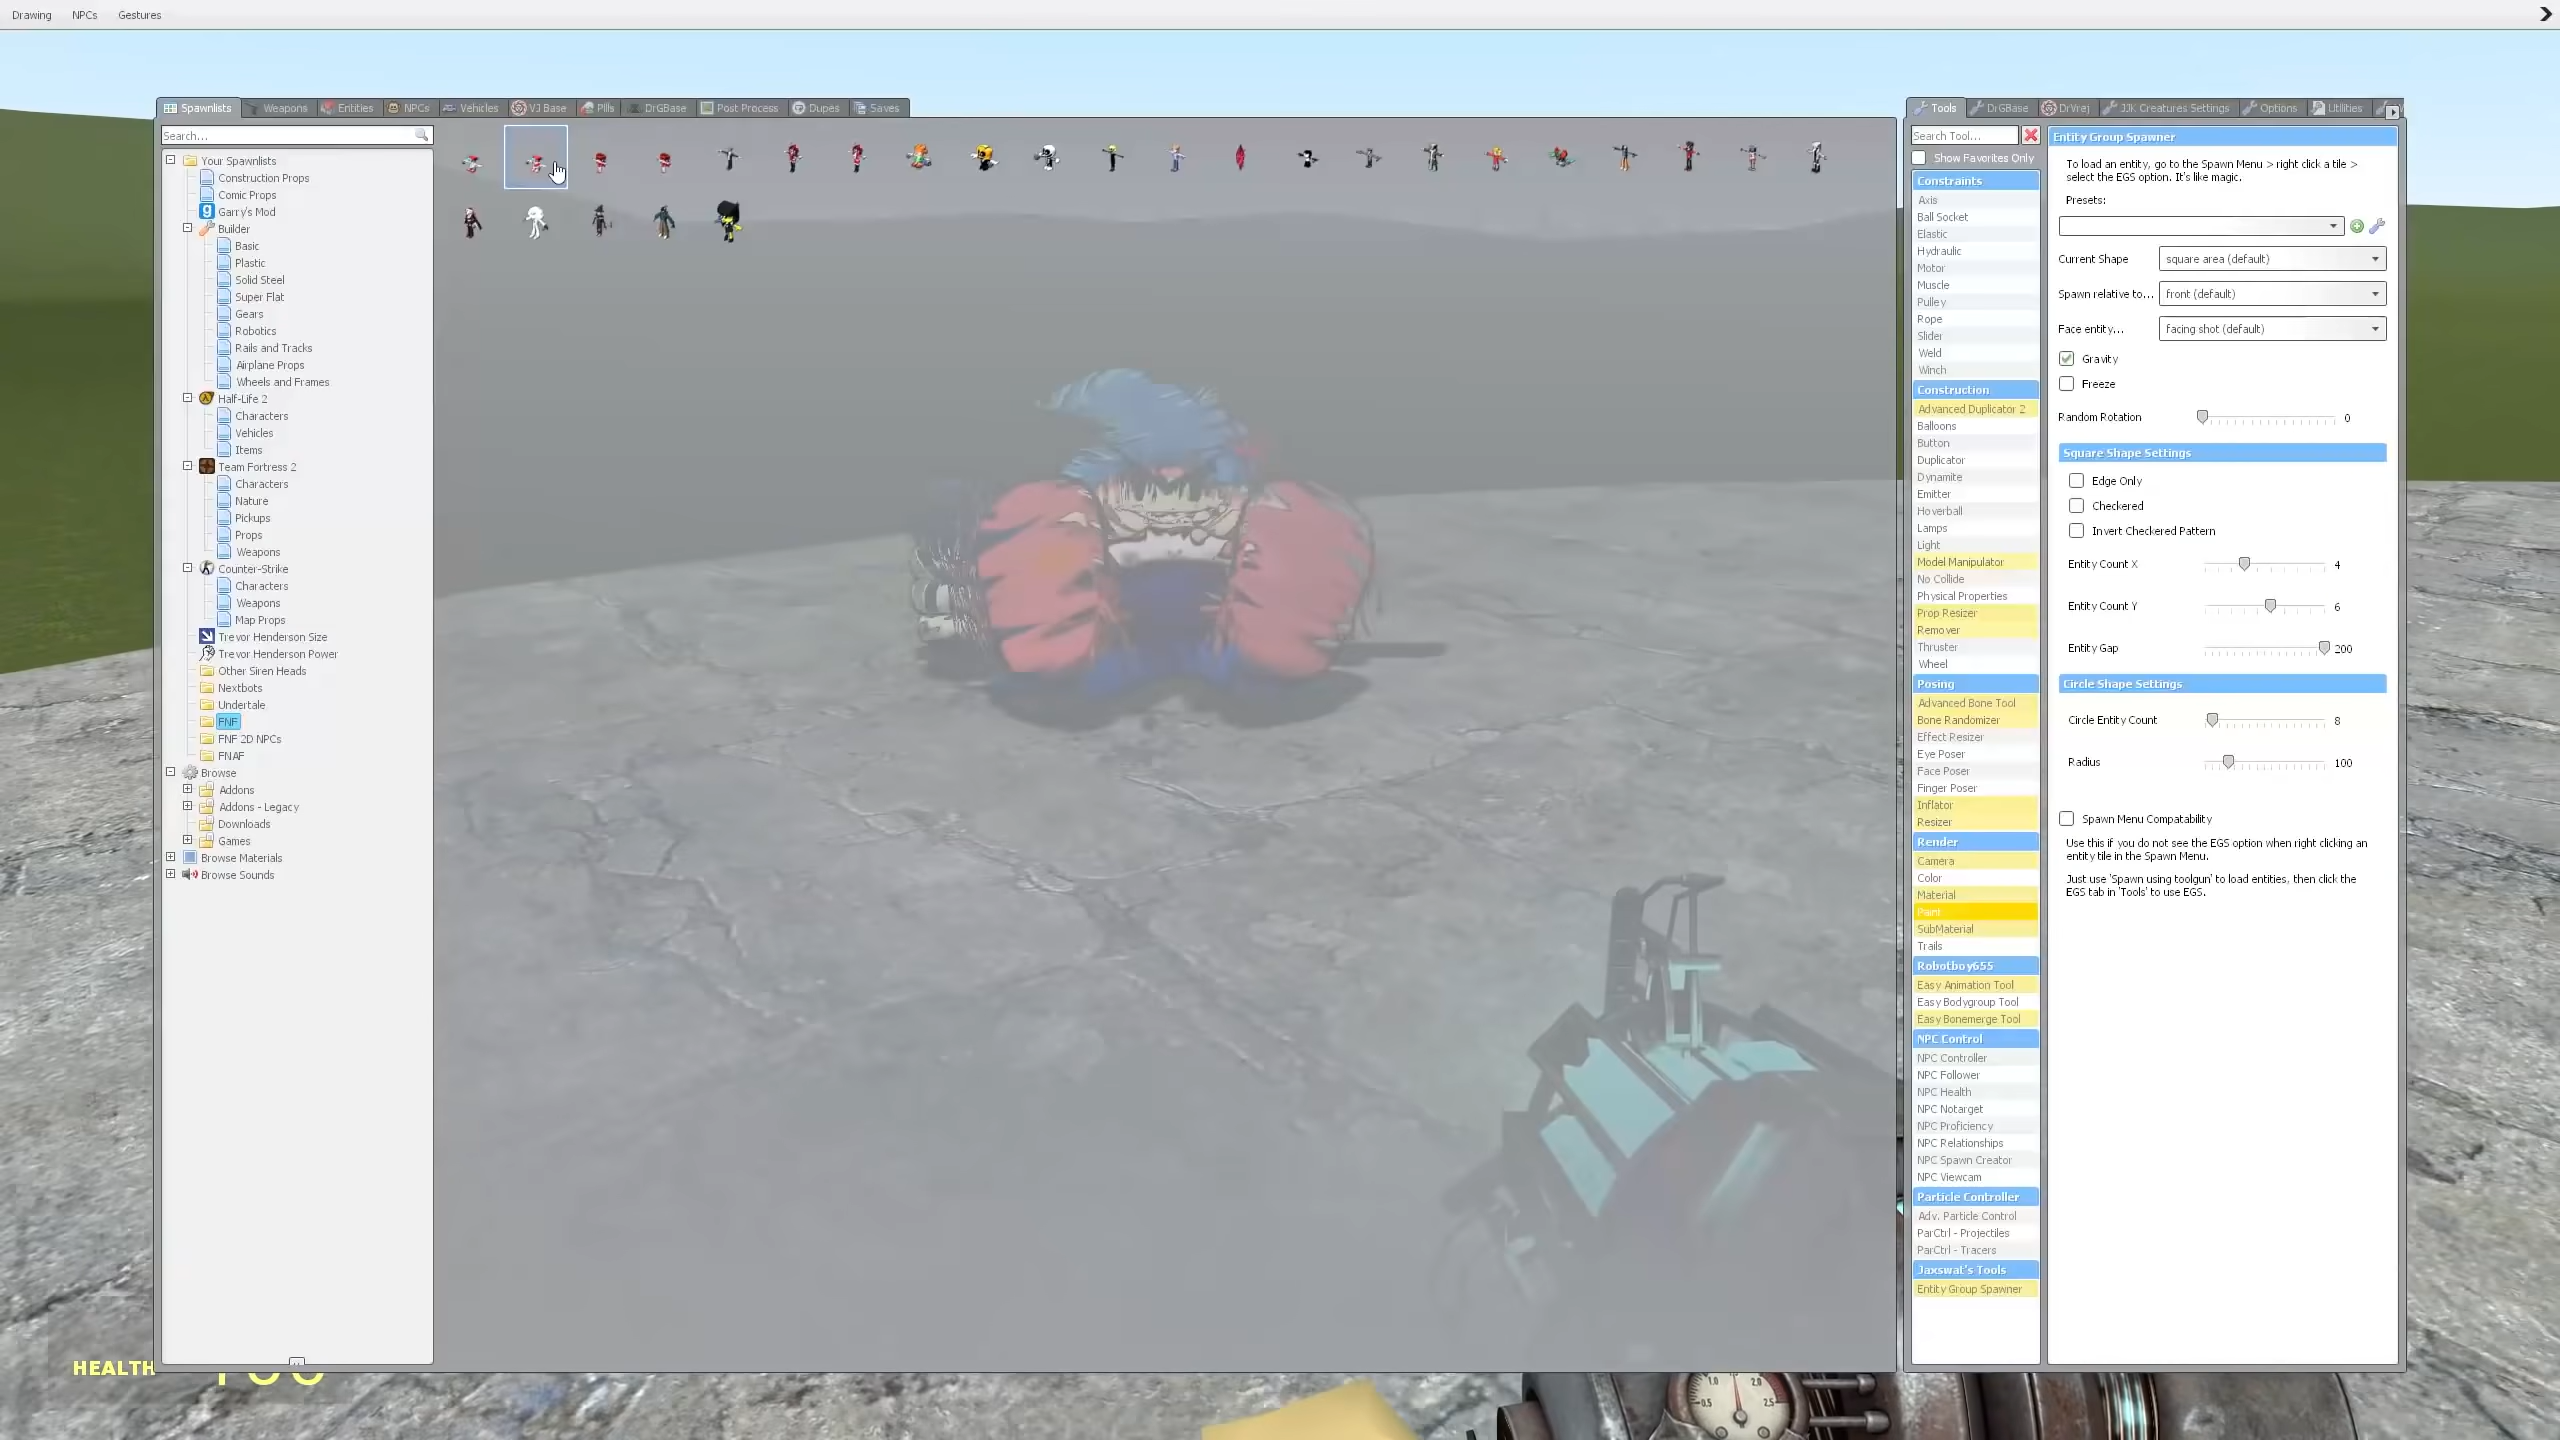 Drawing NPCs Gestures
Spawnlists Weapons Entities NPCs Vehicles VJ Base Pills DrGBase Post Process Dupes Saves
Search...
Your Spawnlists
Construction Props
Comic Props
Garry's Mod
Builder
Basic
Plastic
Solid Steel
Super Flat
Gears
Robotics
Rails and Tracks
Airplane Props
Wheels and Frames
Half-Life 2
Characters
Vehicles
Items
Team Fortress 2
Characters
Nature
Pickups
Props
Weapons
Counter-Strike
Characters
Weapons
Map Props
Trevor Henderson Size
Trevor Henderson Power
Other Siren Heads
Nextbots
Undertale
FNF
FNF 2D NPCs
FNAF
Browse
Addons
Addons - Legacy
Downloads
Games
Browse Materials
Browse Sounds
Tools DrGBase DrVrej JJK Creatures Settings Options Utilities
Search Tool...
Show Favorites Only
Constraints
Axis
Ball Socket
Elastic
Hydraulic
Motor
Muscle
Pulley
Rope
Slider
Weld
Winch
Construction
Advanced Duplicator 2
Balloons
Button
Duplicator
Dynamite
Emitter
Hoverball
Lamps
Light
Model Manipulator
No Collide
Physical Properties
Prop Resizer
Remover
Thruster
Wheel
Posing
Advanced Bone Tool
Bone Randomizer
Effect Resizer
Eye Poser
Face Poser
Finger Poser
Inflator
Resizer
Render
Camera
Color
Material
Paint
SubMaterial
Trails
Robotboy655
Easy Animation Tool
Easy Bodygroup Tool
Easy Bonemerge Tool
NPC Control
NPC Controller
NPC Follower
NPC Health
NPC Notarget
NPC Proficiency
NPC Relationships
NPC Spawn Creator
NPC Viewcam
Particle Controller
Adv. Particle Control
ParCtrl - Projectiles
ParCtrl - Tracers
Jaxswat's Tools
Entity Group Spawner
Entity Group Spawner
To load an entity, go to the Spawn Menu > right click a tile >
select the EGS option. It's like magic.
Presets:
Current Shape square area (default)
Spawn relative to... front (default)
Face entity... facing shot (default)
Gravity
Freeze
Random Rotation 0
Square Shape Settings
Edge Only
Checkered
Invert Checkered Pattern
Entity Count X 4
Entity Count Y 6
Entity Gap 200
Circle Shape Settings
Circle Entity Count 8
Radius 100
Spawn Menu Compatability
Use this if you do not see the EGS option when right clicking an
entity tile in the Spawn Menu.
Just use 'Spawn using toolgun' to load entities, then click the
EGS tab in 'Tools' to use EGS.
HEALTH